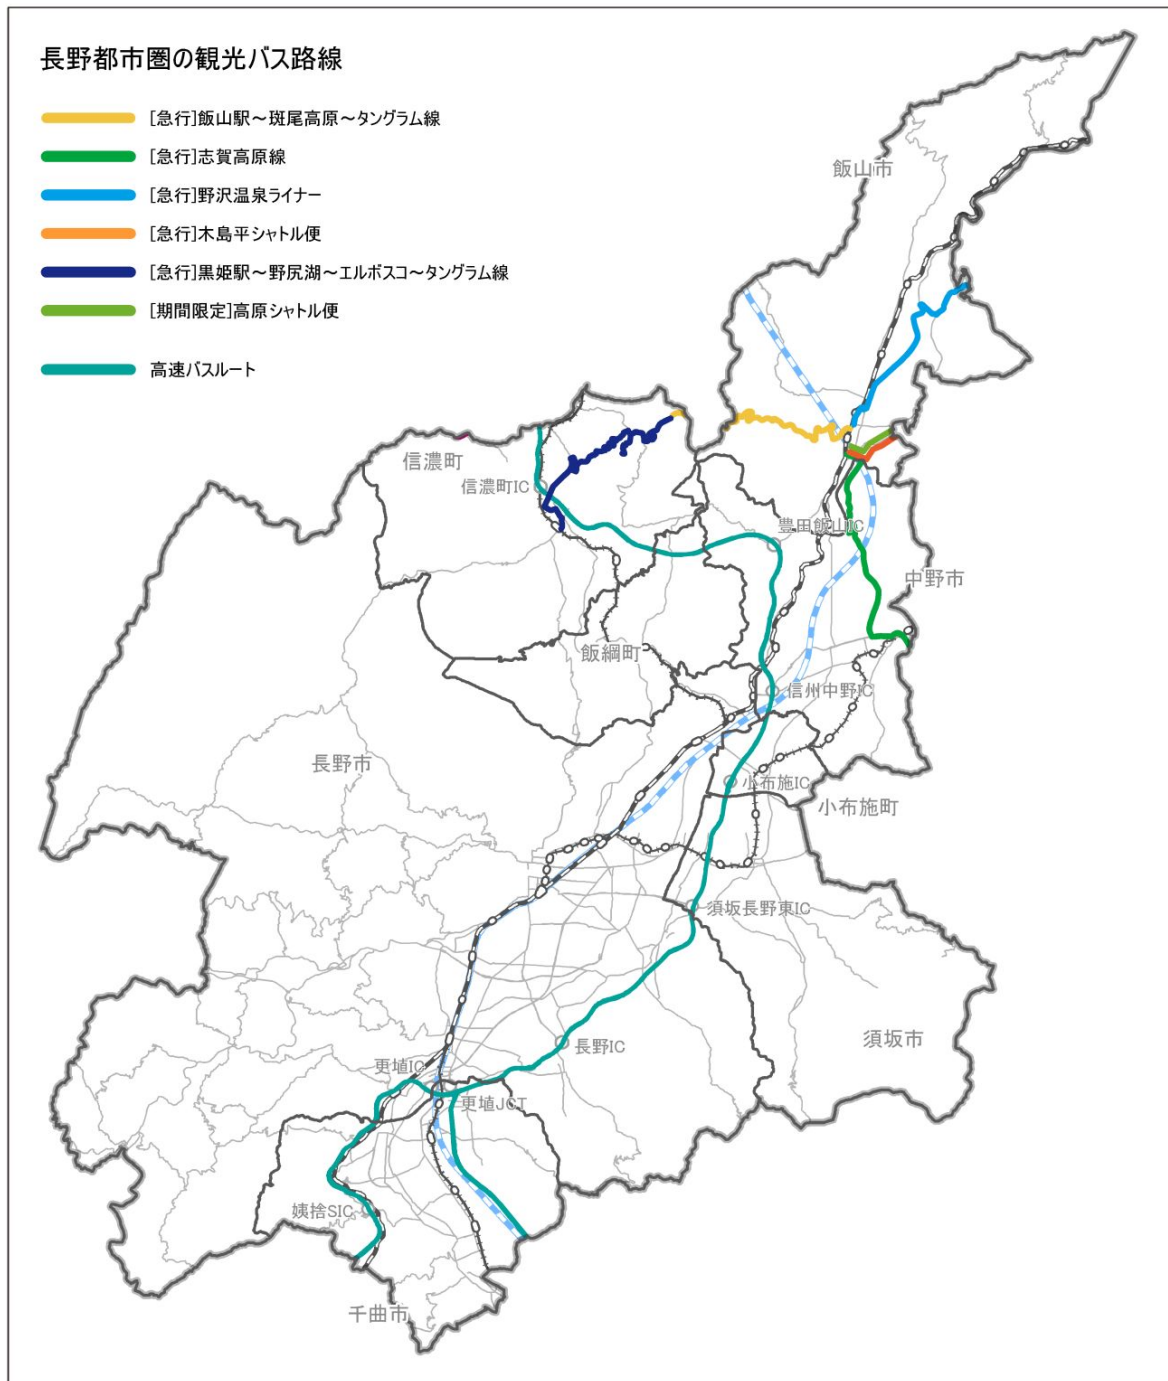 長野都市圏の観光バス路線
[急行]飯山駅～斑尾高原～タングラム線
[急行]志賀高原線
[急行]野沢温泉ライナー
[急行]木島平シャトル便
[急行]黒姫駅～野尻湖～エルボスコ～タングラム線
[期間限定]高原シャトル便
高速バスルート
飯山市
信濃町
信濃町IC
豊田飯山IC
中野市
飯綱町
信州中野IC
長野市
小布施IC
小布施町
須坂長野東IC
須坂市
長野IC
更埴IC
更埴JCT
姨捨SIC
千曲市